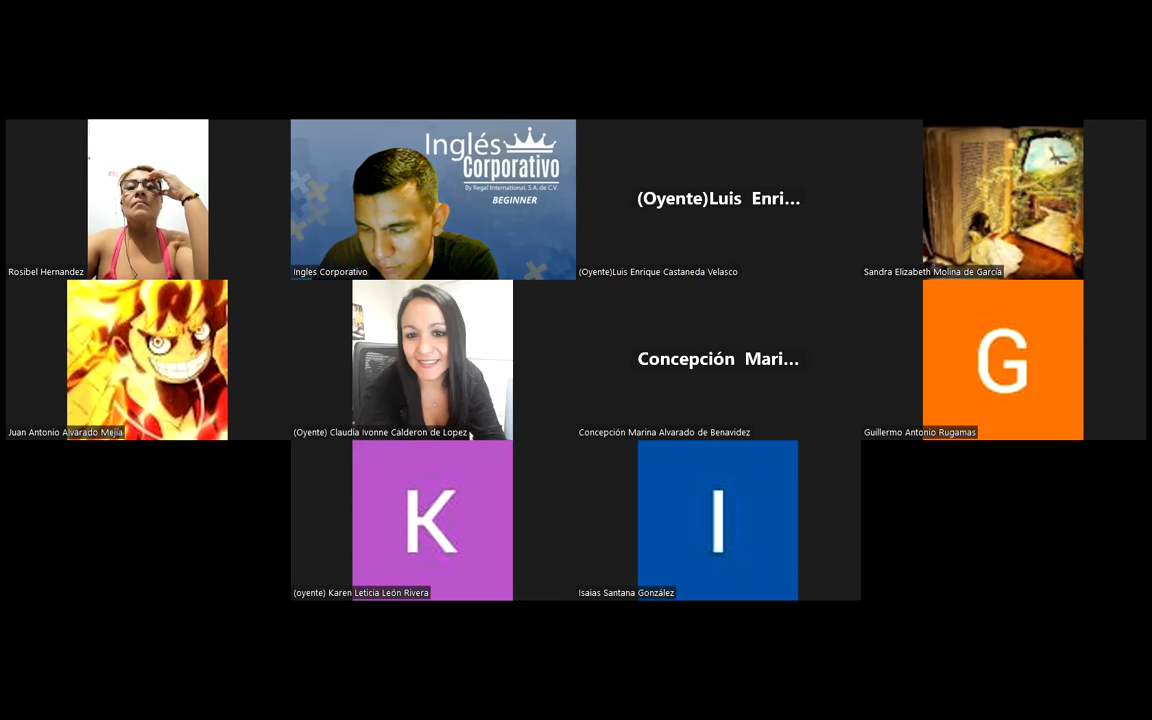 Inglés
Corporativo
By Regal International, S.A. de C.V.
BEGINNER
(Oyente)Luis Enri...
Rosibel Hernandez
Ingles Corporativo
(Oyente)Luis Enrique Castaneda Velasco
Sandra Elizabeth Molina de García
Concepción Mari...
G
Juan Antonio Alvarado Mejía
(Oyente) Claudia Ivonne Calderon de Lopez
Concepción Marina Alvarado de Benavidez
Guillermo Antonio Rugamas
K
I
(oyente) Karen Leticia León Rivera
Isaias Santana González